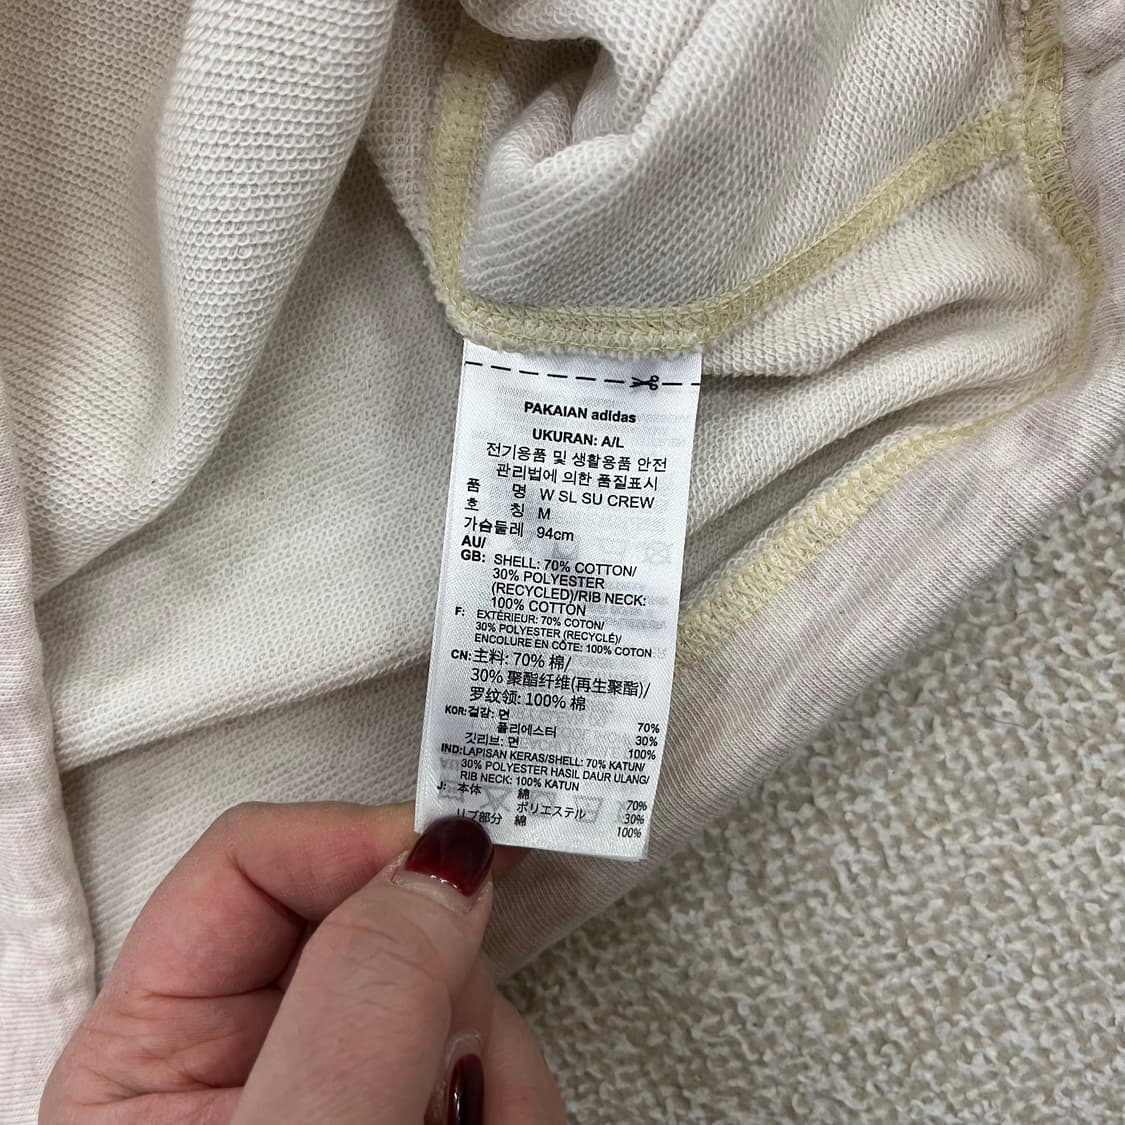 PAKAIAN adidas
UKURAN: A/L
전기용품 및 생활용품 안전
관리법에 의한 품질표시
품 명 W SL SU CREW
호 칭 M
가슴둘레 94cm
AU/
GB: SHELL: 70% COTTON/
30% POLYESTER
(RECYCLED)/RIB NECK:
100% COTTON
F: EXTÉRIEUR: 70% COTON/
30% POLYESTER (RECYCLÉ)/
ENCOLURE EN CÔTE: 100% COTON
CN: 主料: 70% 棉/
30% 聚酯纤维(再生聚酯)/
罗纹领: 100% 棉
KOR: 겉감: 면 70%
폴리에스터 30%
깃리브: 면 100%
IND: LAPISAN KERAS/SHELL: 70% KATUN/
30% POLYESTER HASIL DAUR ULANG/
RIB NECK: 100% KATUN
J: 本体 綿 70%
ポリエステル 30%
リブ部分 綿 100%